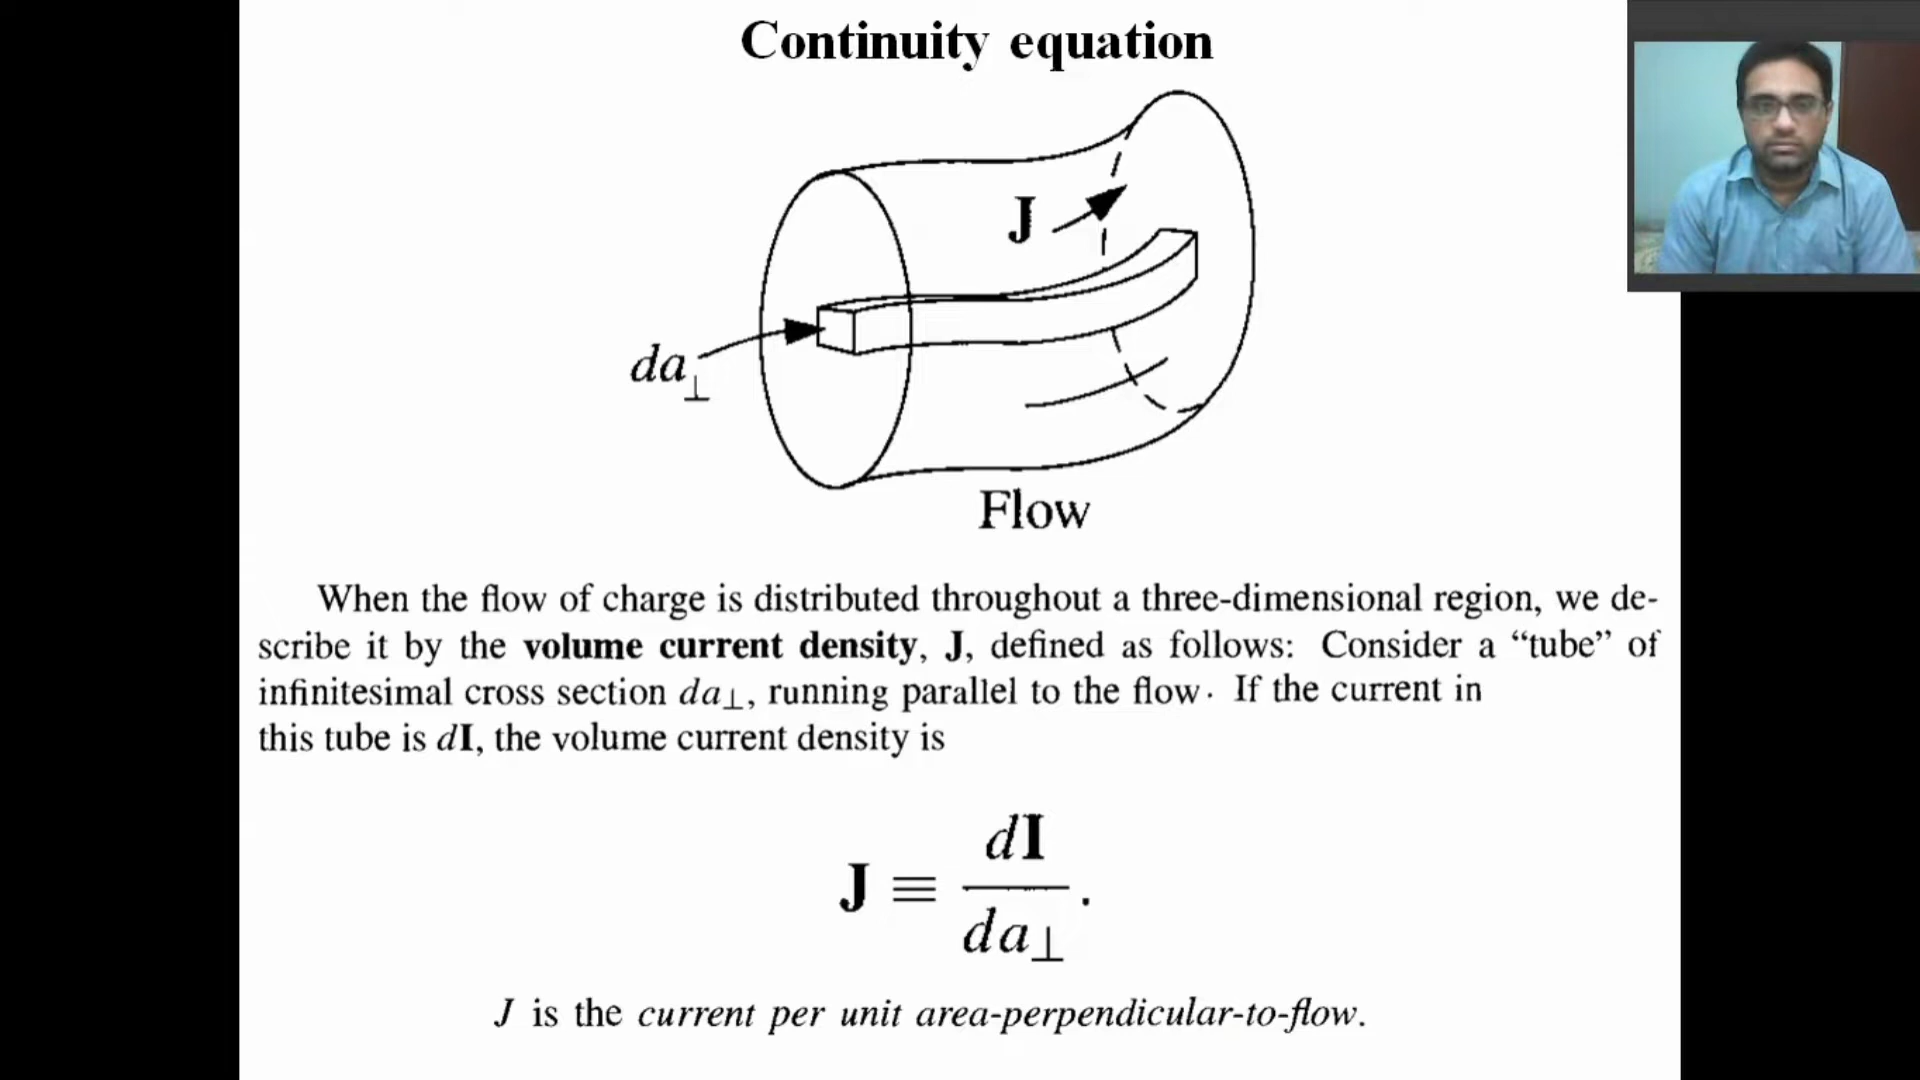 Continuity equation
J
da⊥
Flow
When the flow of charge is distributed throughout a three-dimensional region, we de-
scribe it by the volume current density, J, defined as follows: Consider a “tube” of
infinitesimal cross section da⊥, running parallel to the flow. If the current in
this tube is dI, the volume current density is
J ≡ dI / da⊥ .
J is the current per unit area-perpendicular-to-flow.